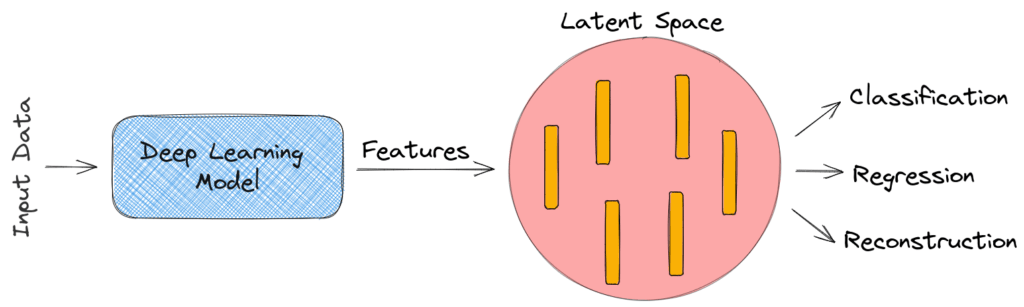 Latent Space
Input Data
Deep Learning
Model
Features
Classification
Regression
Reconstruction